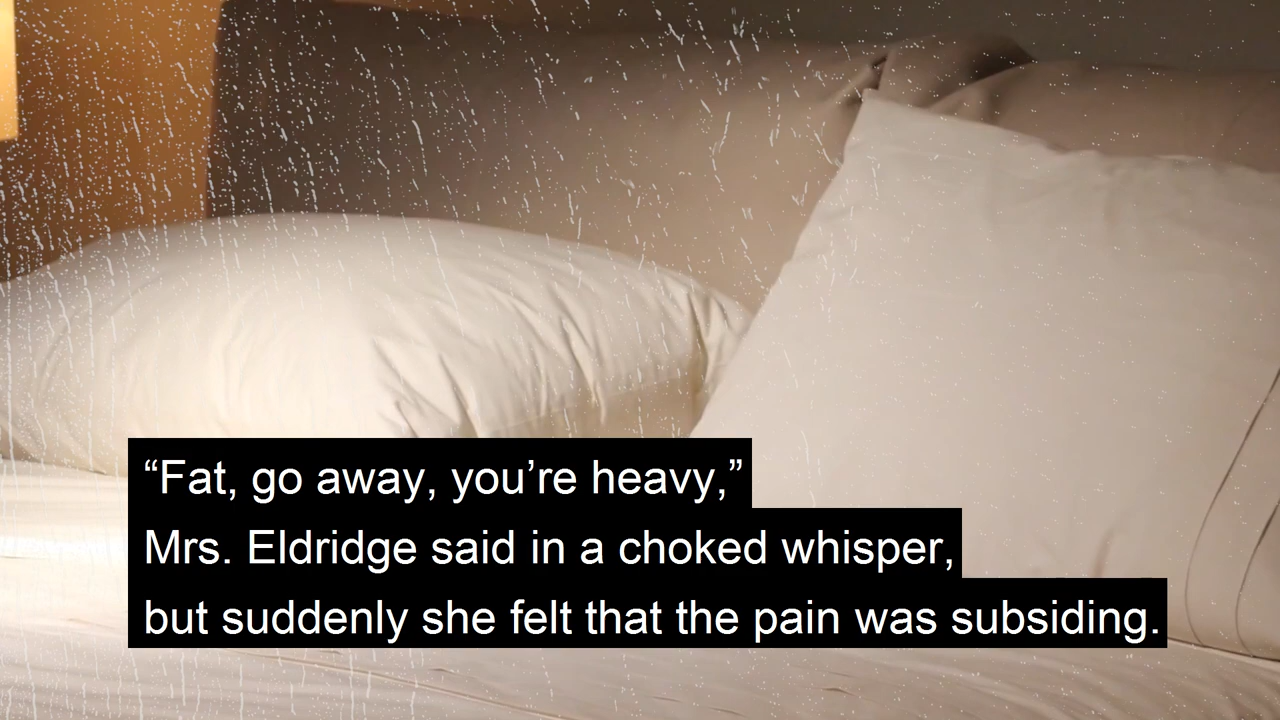 “Fat, go away, you’re heavy,”
Mrs. Eldridge said in a choked whisper,
but suddenly she felt that the pain was subsiding.